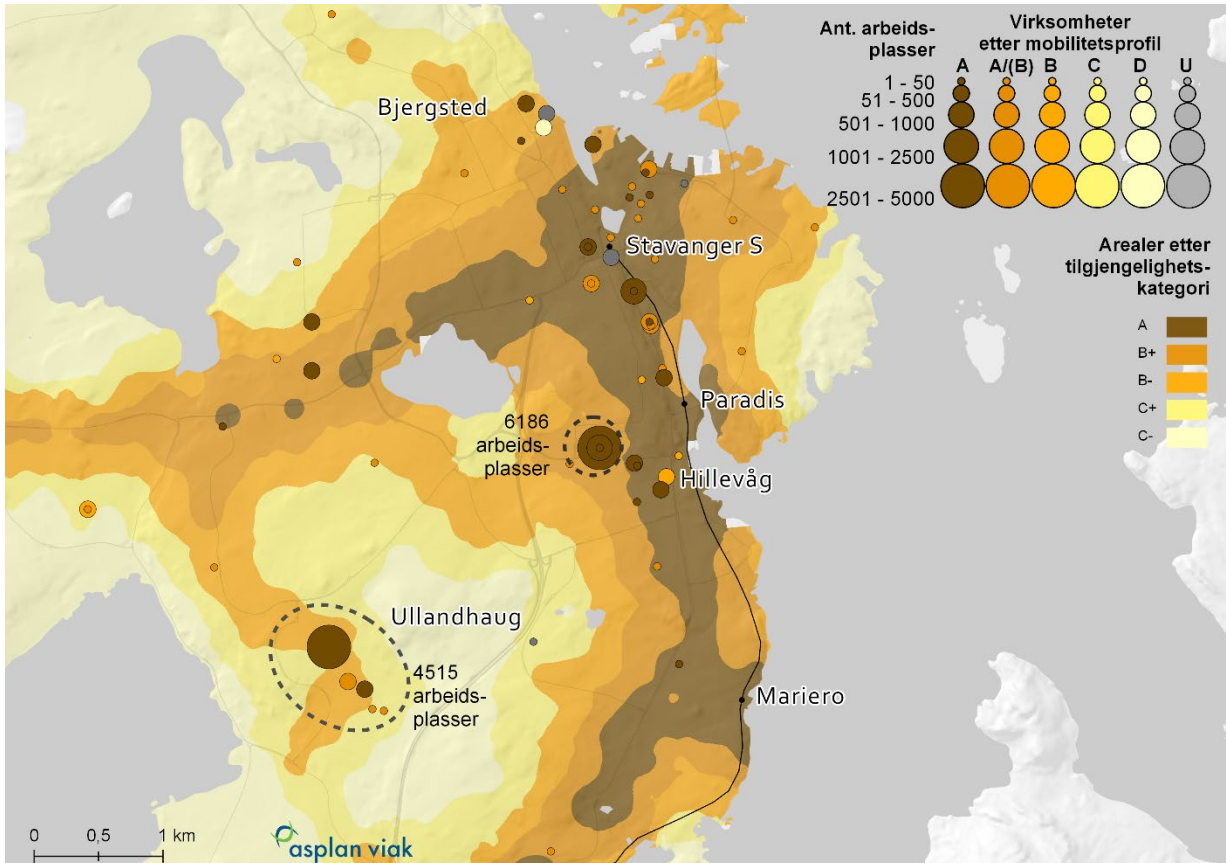 Ant. arbeids-
plasser
Virksomheter
etter mobilitetsprofil
A A/(B) B C D U
1 - 50
51 - 500
501 - 1000
1001 - 2500
2501 - 5000
Arealer etter
tilgjengelighets-
kategori
A
B+
B-
C+
C-
Bjergsted
Stavanger S
Paradis
6186
arbeids-
plasser
Hillevåg
Ullandhaug
4515
arbeids-
plasser
Mariero
0 0,5 1 km
asplan viak